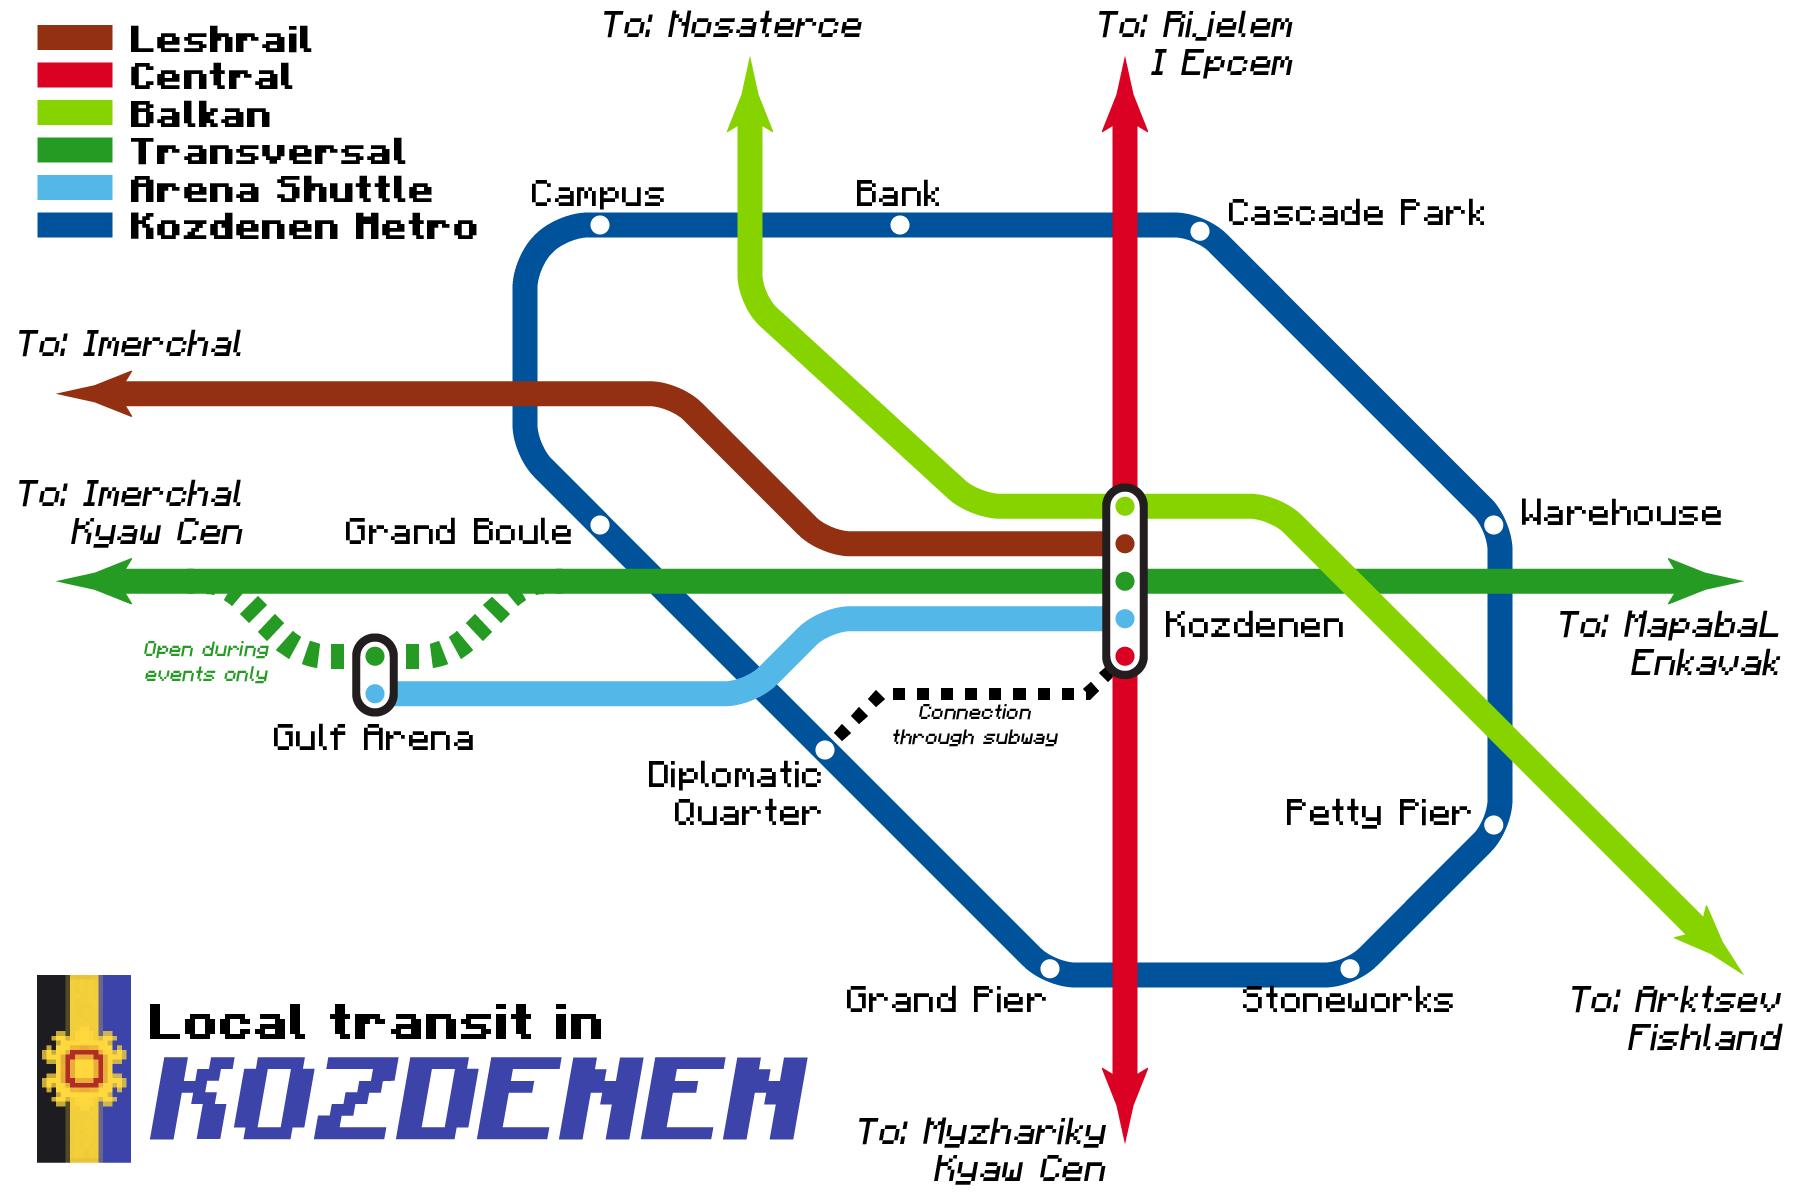 Leshrail
Central
Balkan
Transversal
Arena Shuttle
Kozdenen Metro
To: Nosaterce
To: Rijelem
I Epcem
Campus
Bank
Cascade Park
To: Imerchal
To: Imerchal
Kyaw Cen
Grand Boule
Warehouse
Kozdenen
To: MapabaL
Enkavak
Open during
events only
Gulf Arena
Connection
through subway
Diplomatic
Quarter
Petty Pier
Grand Pier
Stoneworks
To: Arktsev
Fishland
Local transit in
KOZDENEN
To: Myzhariky
Kyaw Cen